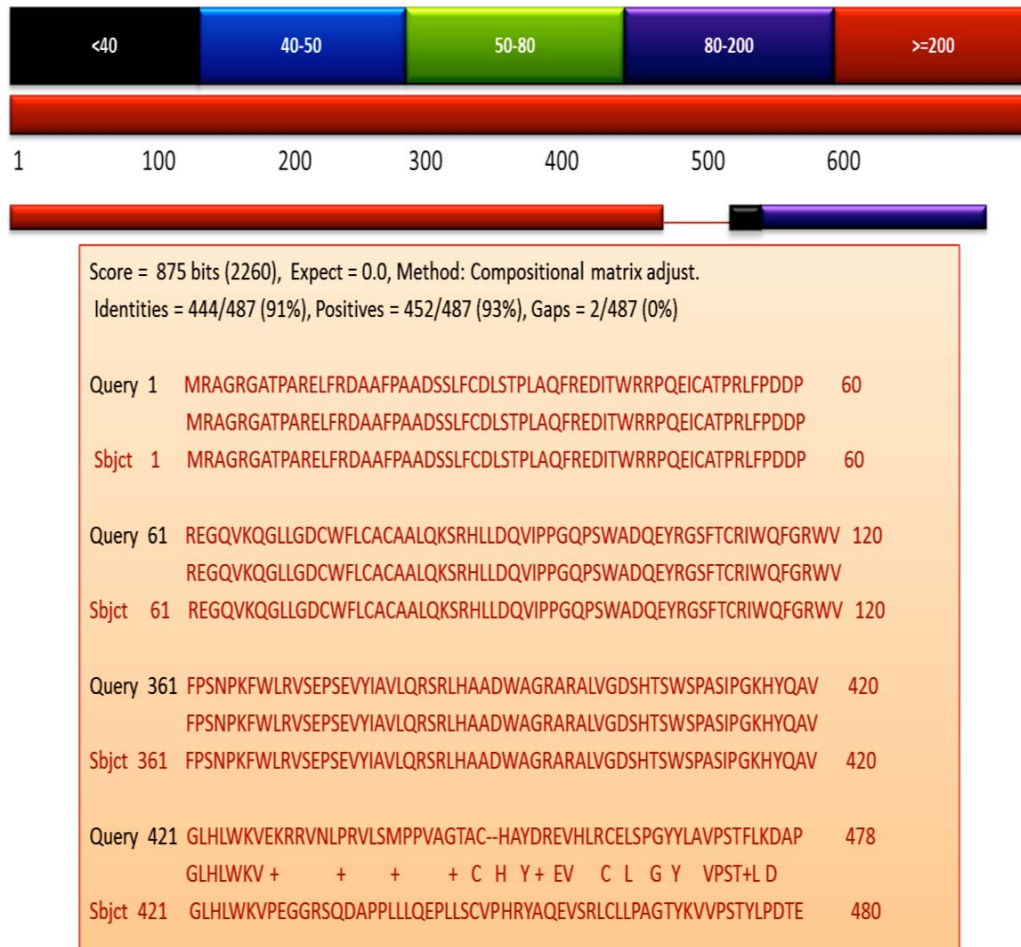 <40 40-50 50-80 80-200 >=200
1 100 200 300 400 500 600
Score = 875 bits (2260), Expect = 0.0, Method: Compositional matrix adjust.
Identities = 444/487 (91%), Positives = 452/487 (93%), Gaps = 2/487 (0%)
Query 1 MRAGRGATPARELFRDAAFPAADSSLFCDLSTPLAQFREDITWRRPQEICATPRLFPDDP 60
MRAGRGATPARELFRDAAFPAADSSLFCDLSTPLAQFREDITWRRPQEICATPRLFPDDP
Sbjct 1 MRAGRGATPARELFRDAAFPAADSSLFCDLSTPLAQFREDITWRRPQEICATPRLFPDDP 60
Query 61 REGQVKQGLLGDCWFLCACAALQKSRHLLDQVIPPGQPSWADQEYRGSFTCRIWQFGRWV 120
REGQVKQGLLGDCWFLCACAALQKSRHLLDQVIPPGQPSWADQEYRGSFTCRIWQFGRWV
Sbjct 61 REGQVKQGLLGDCWFLCACAALQKSRHLLDQVIPPGQPSWADQEYRGSFTCRIWQFGRWV 120
Query 361 FPSNPKFWLRVSEPSEVYIAVLQRSRLHAADWAGRARALVGDSHTSWSPASIPGKHYQAV 420
FPSNPKFWLRVSEPSEVYIAVLQRSRLHAADWAGRARALVGDSHTSWSPASIPGKHYQAV
Sbjct 361 FPSNPKFWLRVSEPSEVYIAVLQRSRLHAADWAGRARALVGDSHTSWSPASIPGKHYQAV 420
Query 421 GLHLWKVEKRRVNLPRVLSMPPVAGTAC--HAYDREVHLRCELSPGYYLAVPSTFLKDAP 478
GLHLWKV + + + + C H Y + EV C L G Y VPST+L D
Sbjct 421 GLHLWKVPEGGRSQDAPPLLLQEPLLSCVPHRYAQEVSRLCLLPAGTYKVVPSTYLPDTE 480